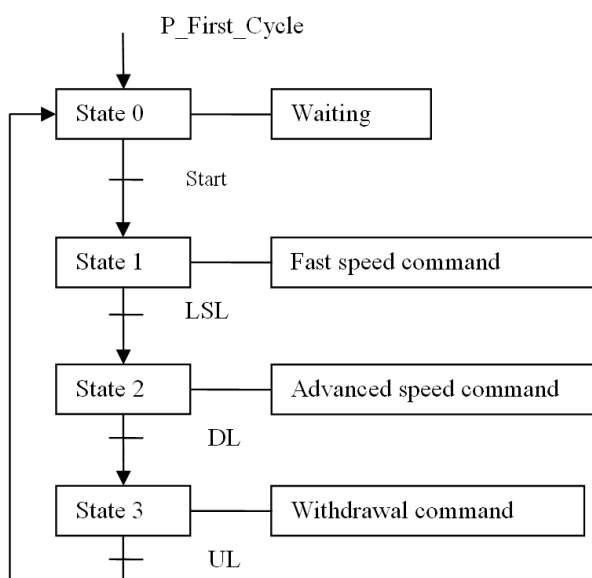 P_First_Cycle
State 0
Waiting
Start
State 1
Fast speed command
LSL
State 2
Advanced speed command
DL
State 3
Withdrawal command
UL